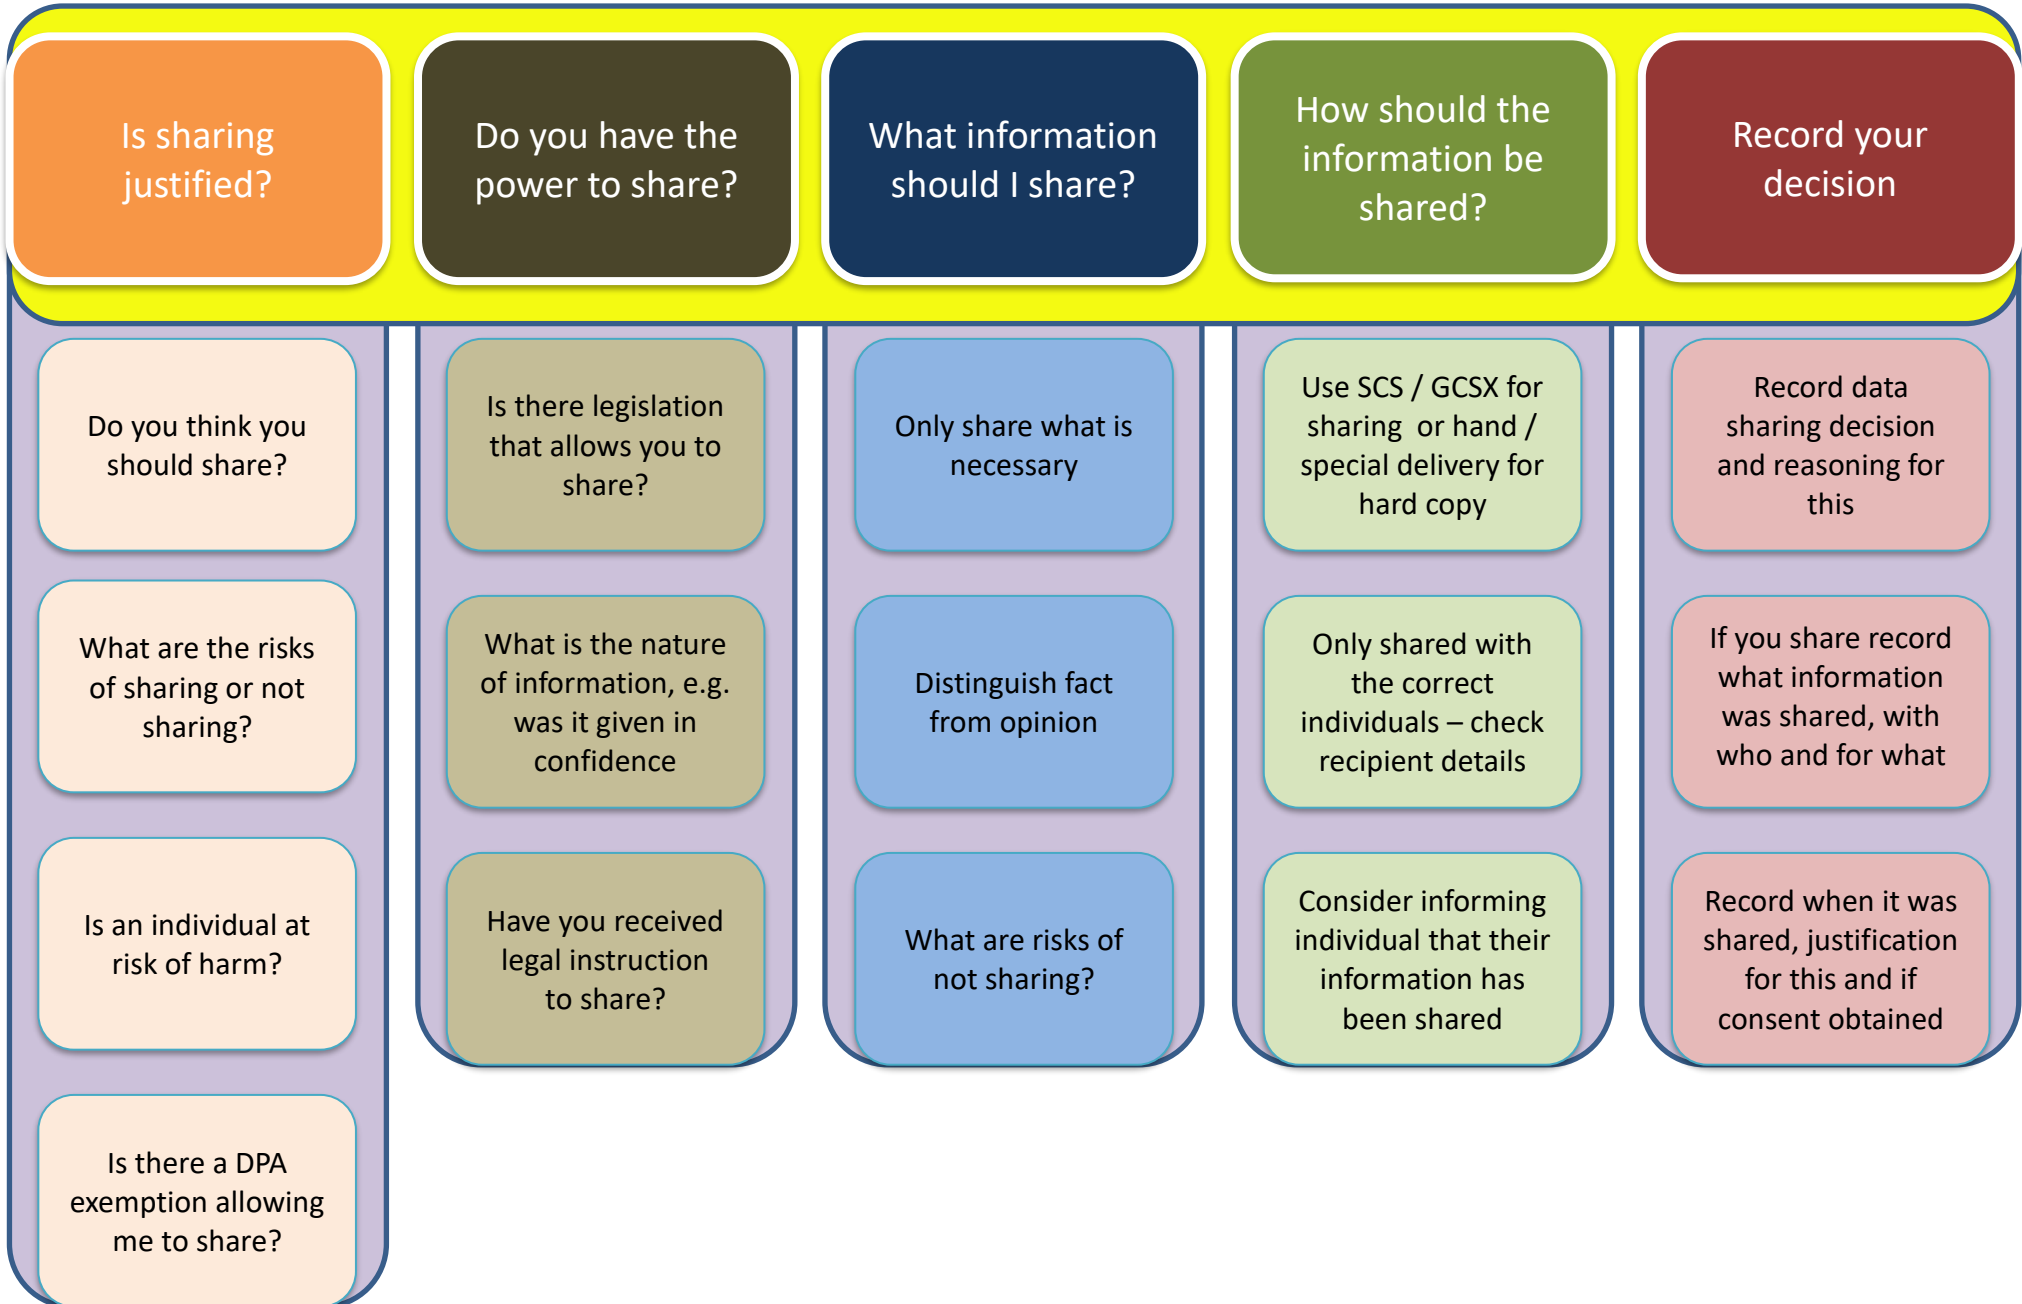 Is sharing
justified?
Do you have the
power to share?
What information
should I share?
How should the
information be
shared?
Record your
decision
Do you think you
should share?
What are the risks
of sharing or not
sharing?
Is an individual at
risk of harm?
Is there a DPA
exemption allowing
me to share?
Is there legislation
that allows you to
share?
What is the nature
of information, e.g.
was it given in
confidence
Have you received
legal instruction
to share?
Only share what is
necessary
Distinguish fact
from opinion
What are risks of
not sharing?
Use SCS / GCSX for
sharing or hand /
special delivery for
hard copy
Only shared with
the correct
individuals – check
recipient details
Consider informing
individual that their
information has
been shared
Record data
sharing decision
and reasoning for
this
If you share record
what information
was shared, with
who and for what
Record when it was
shared, justification
for this and if
consent obtained